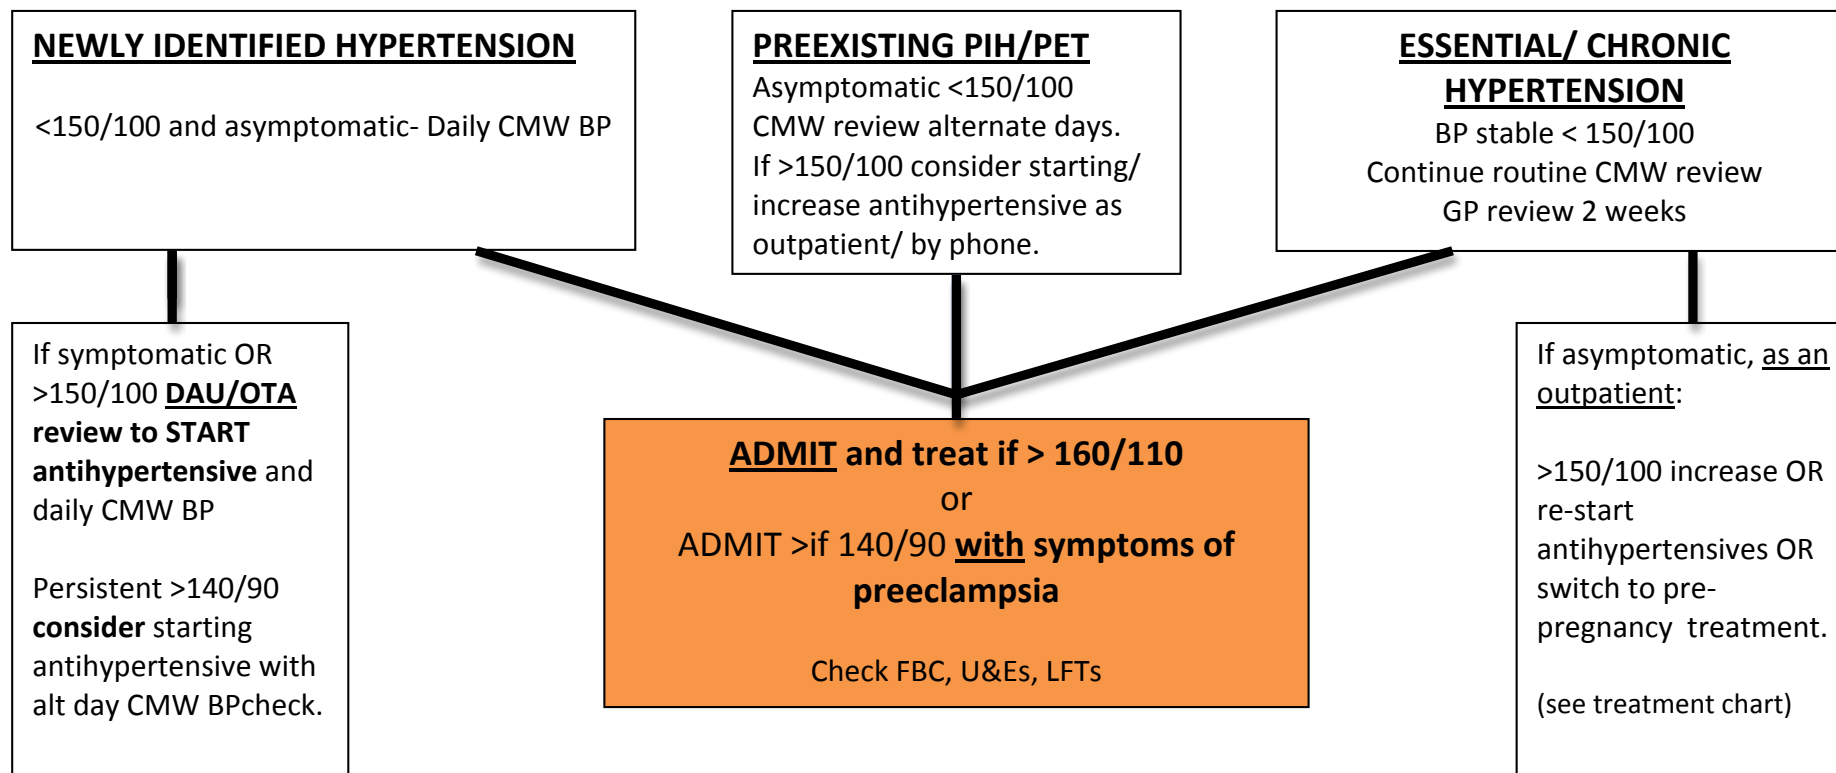 NEWLY IDENTIFIED HYPERTENSION
<150/100 and asymptomatic- Daily CMW BP
PREEXISTING PIH/PET
Asymptomatic <150/100
CMW review alternate days.
If >150/100 consider starting/
increase antihypertensive as
outpatient/ by phone.
ESSENTIAL/ CHRONIC
HYPERTENSION
BP stable < 150/100
Continue routine CMW review
GP review 2 weeks
If symptomatic OR
>150/100 DAU/OTA
review to START
antihypertensive and
daily CMW BP
Persistent >140/90
consider starting
antihypertensive with
alt day CMW BPcheck.
ADMIT and treat if > 160/110
or
ADMIT >if 140/90 with symptoms of
preeclampsia
Check FBC, U&Es, LFTs
If asymptomatic, as an
outpatient:
>150/100 increase OR
re-start
antihypertensives OR
switch to pre-
pregnancy treatment.
(see treatment chart)